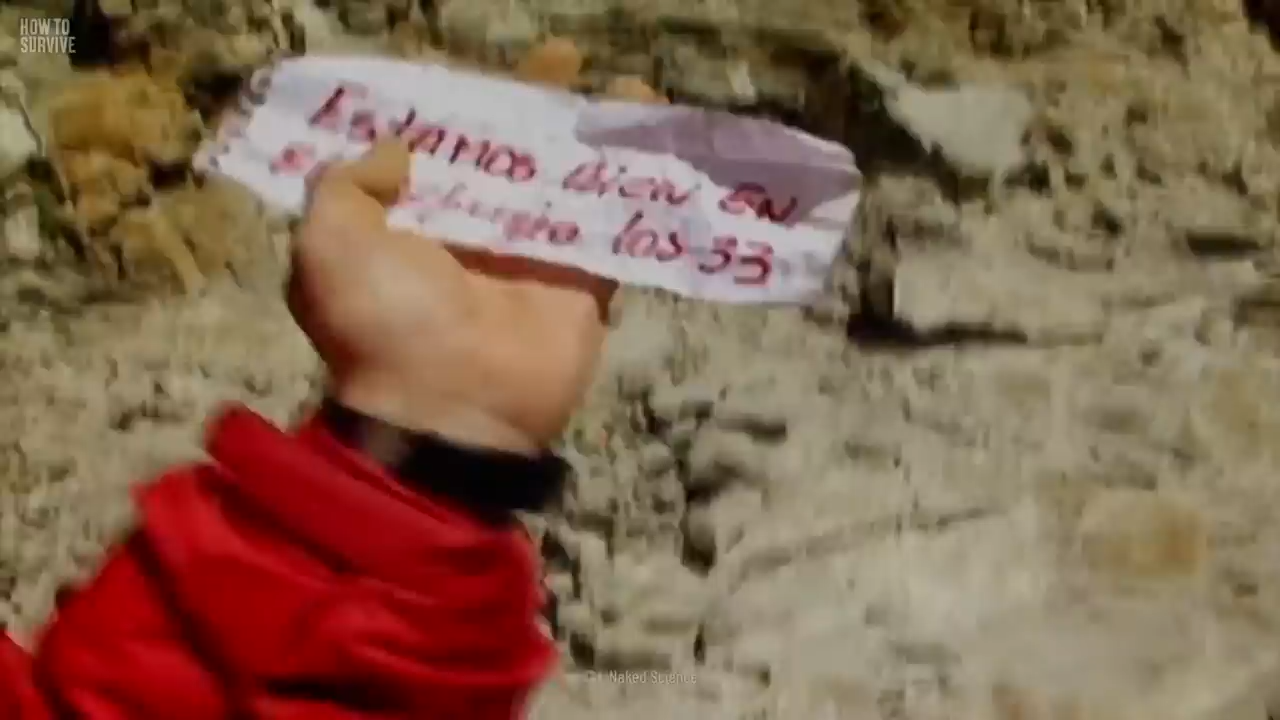 HOW TO
SURVIVE
Estamos Bien EN
los 33
Naked Science